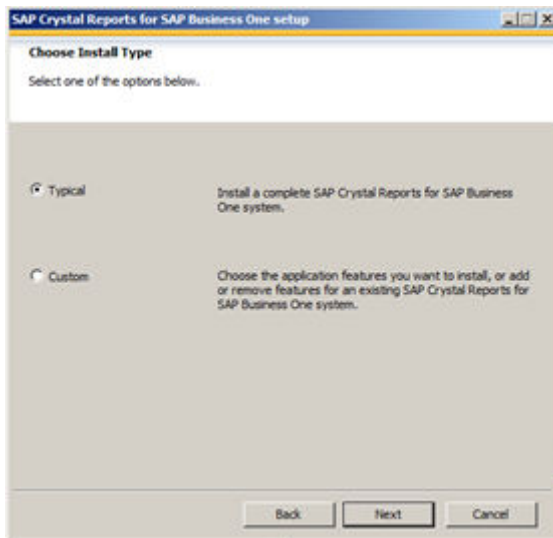 SAP Crystal Reports for SAP Business One setup
Choose Install Type
Select one of the options below.
Typical
Install a complete SAP Crystal Reports for SAP Business
One system.
Custom
Choose the application features you want to install, or add
or remove features for an existing SAP Crystal Reports for
SAP Business One system.
Back
Next
Cancel